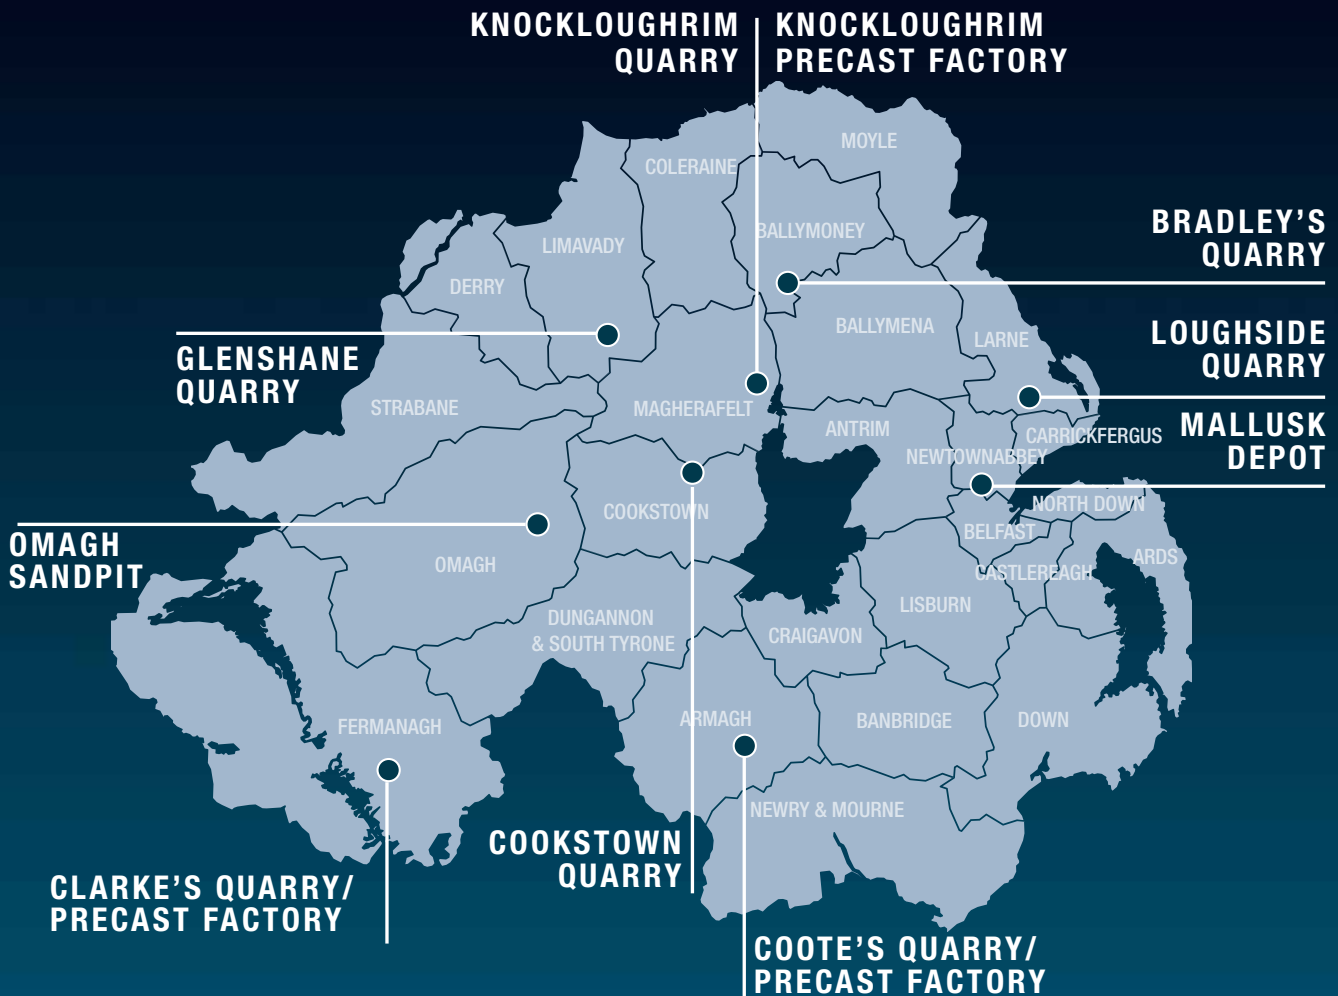 KNOCKLOUGHRIM
QUARRY
KNOCKLOUGHRIM
PRECAST FACTORY
MOYLE
COLERAINE
BALLYMONEY
LIMAVADY
DERRY
BRADLEY’S
QUARRY
BALLYMENA
LARNE
LOUGHSIDE
QUARRY
GLENSHANE
QUARRY
STRABANE
MAGHERAFELT
ANTRIM
CARRICKFERGUS
NEWTOWNABBEY
MALLUSK
DEPOT
NORTH DOWN
COOKSTOWN
BELFAST
OMAGH
SANDPIT
OMAGH
CASTLEREAGH
ARDS
LISBURN
DUNGANNON
& SOUTH TYRONE
CRAIGAVON
FERMANAGH
ARMAGH
BANBRIDGE
DOWN
NEWRY & MOURNE
COOKSTOWN
QUARRY
CLARKE’S QUARRY/
PRECAST FACTORY
COOTE’S QUARRY/
PRECAST FACTORY